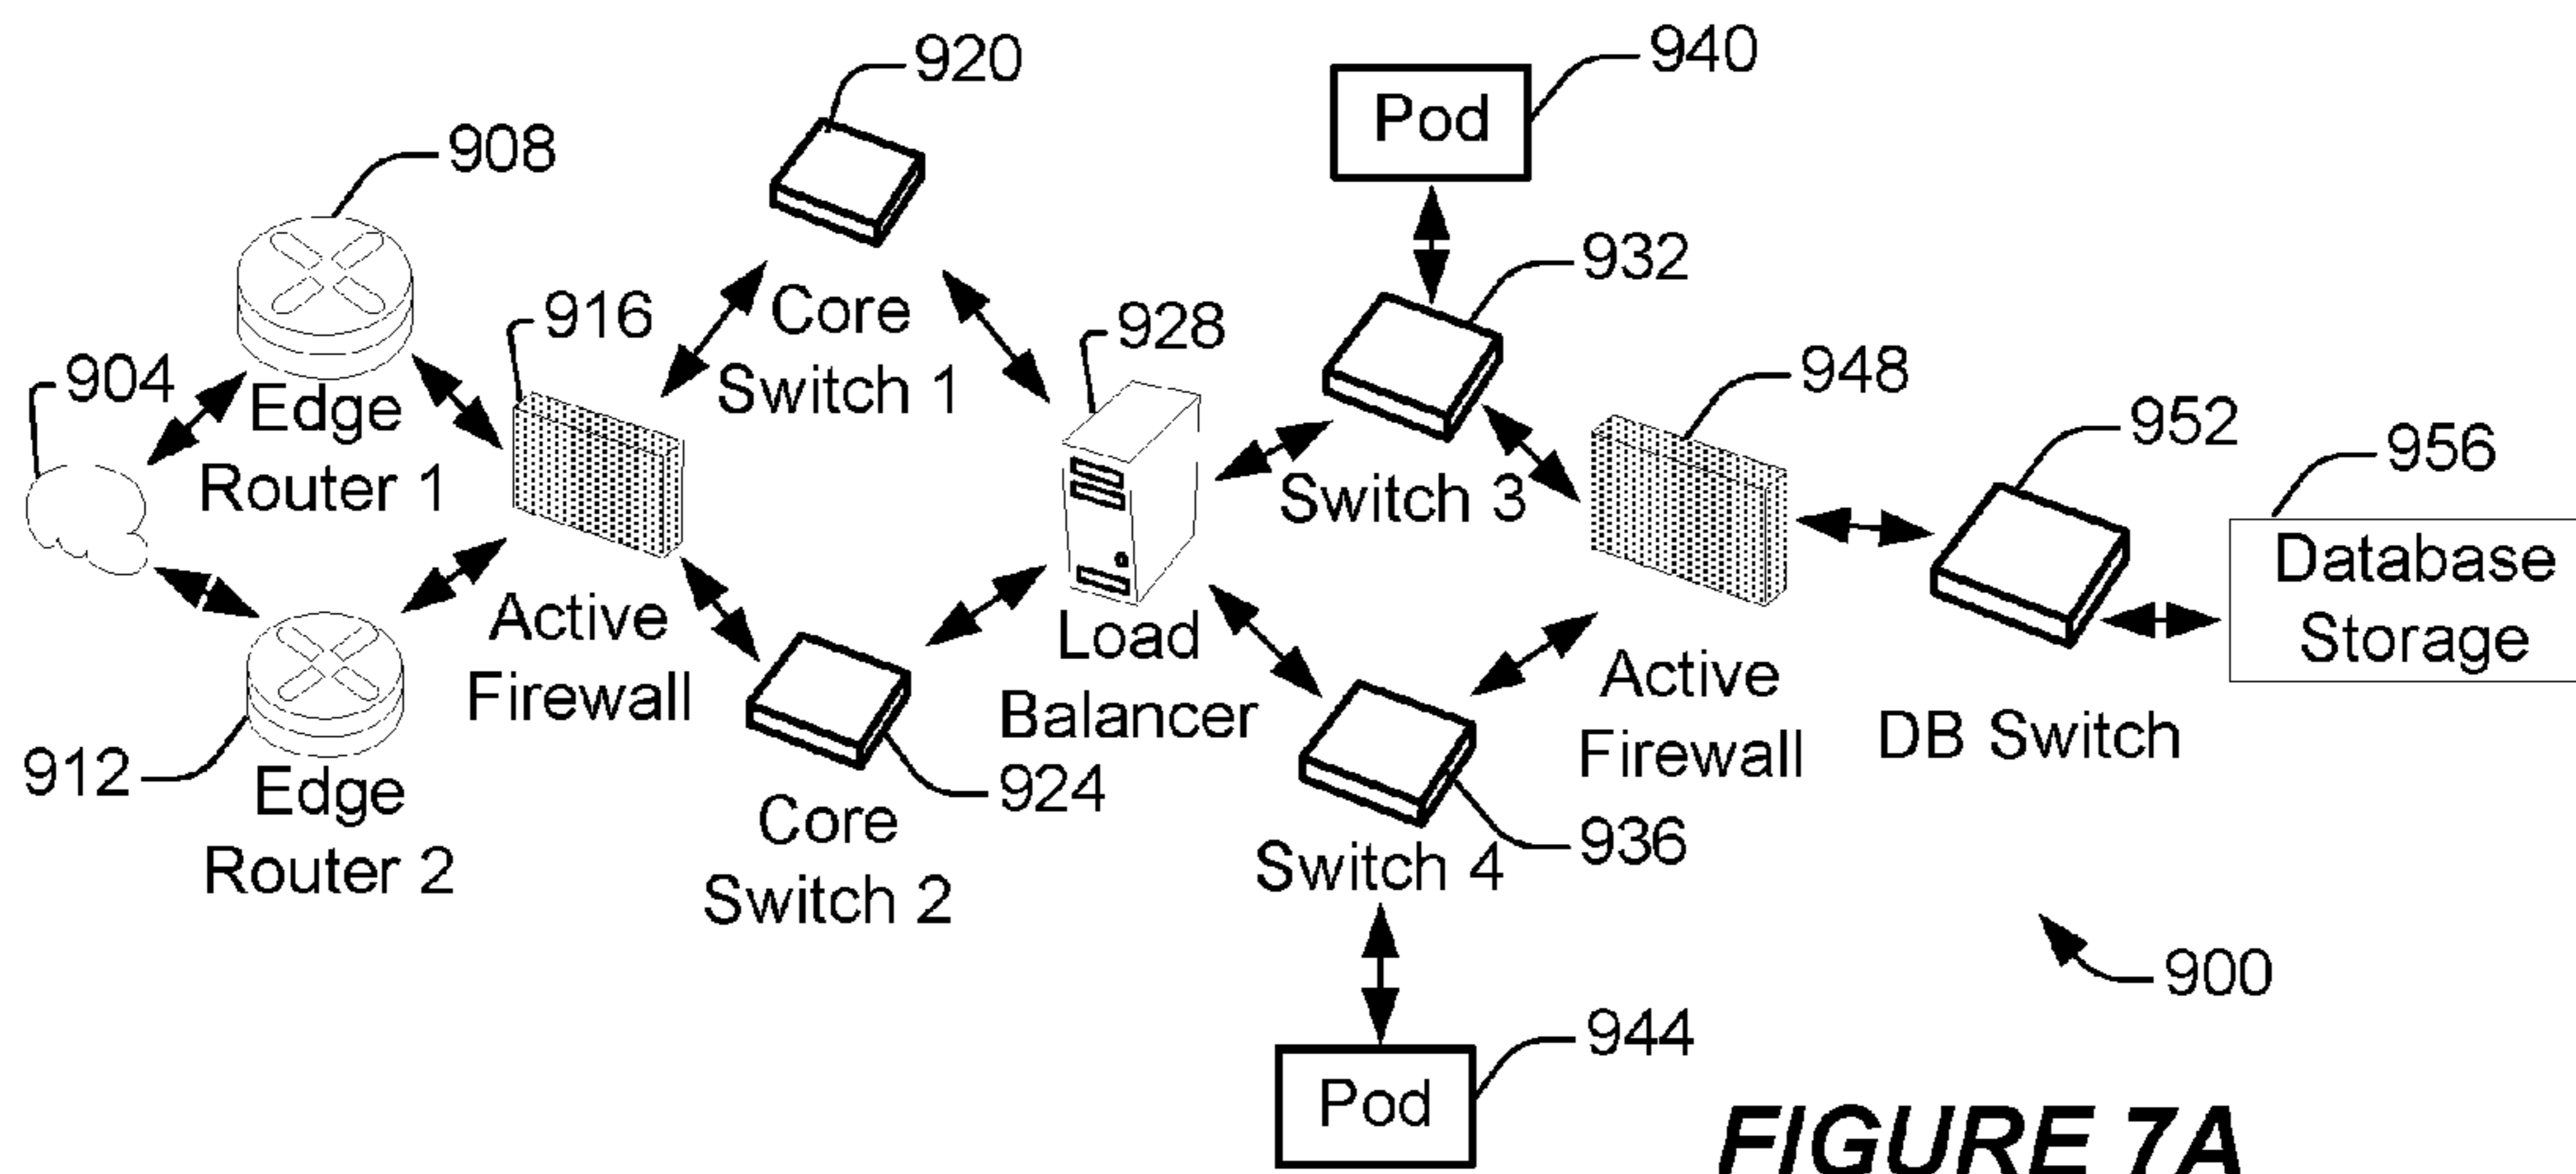 920
940
Pod
908
932
916
Core
Switch 1
928
904
Edge
Router 1
948
952
956
Switch 3
Database
Storage
Active
Firewall
Load
Balancer
Active
Firewall
DB Switch
912
Edge
Router 2
924
Core
Switch 2
936
Switch 4
900
944
Pod
FIGURE 7A